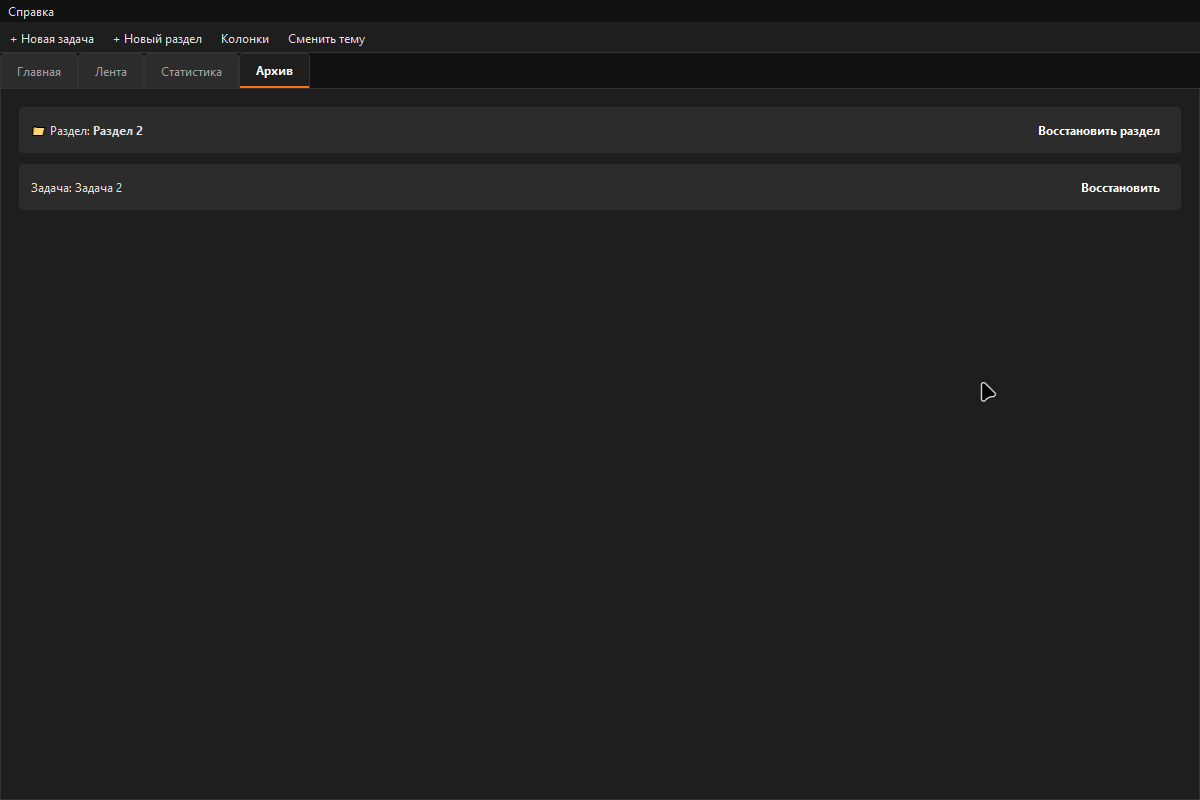 Справка
+ Новая задача + Новый раздел Колонки Сменить тему
Главная Лента Статистика Архив
Раздел: Раздел 2 Восстановить раздел
Задача: Задача 2 Восстановить